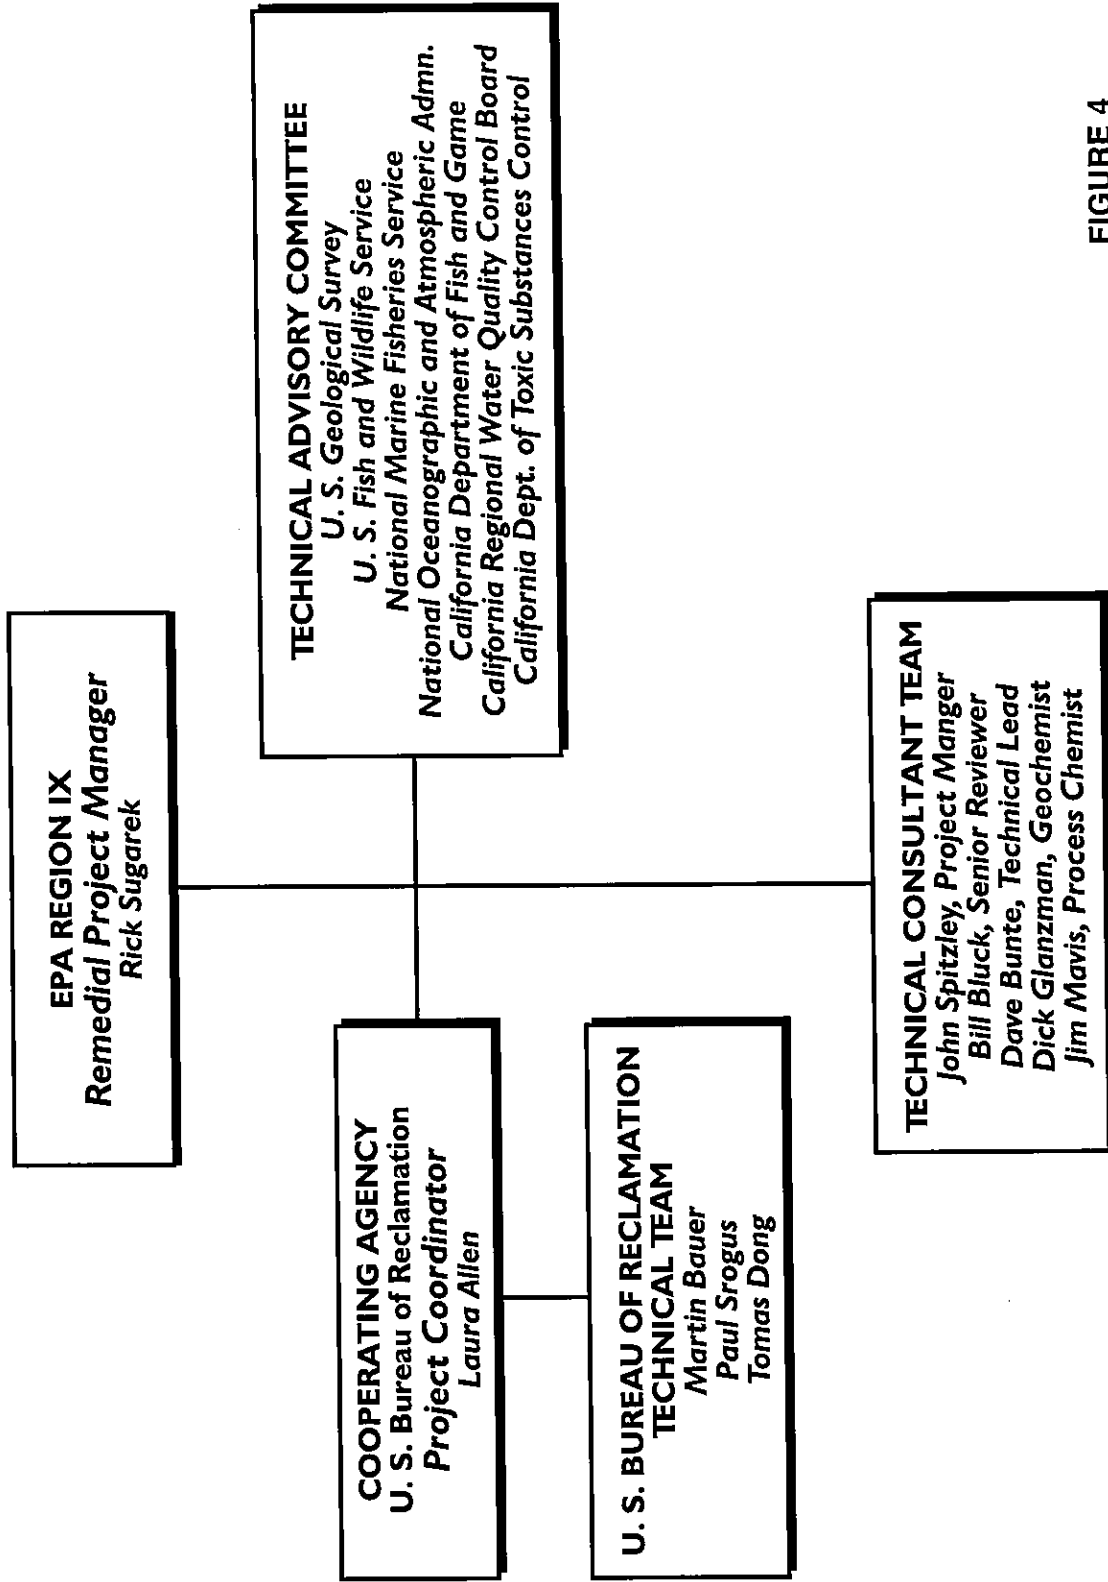 EPA REGION IX
Remedial Project Manager
Rick Sugarek
COOPERATING AGENCY
U. S. Bureau of Reclamation
Project Coordinator
Laura Allen
TECHNICAL ADVISORY COMMITTEE
U. S. Geological Survey
U. S. Fish and Wildlife Service
National Marine Fisheries Service
National Oceanographic and Atmospheric Admn.
California Department of Fish and Game
California Regional Water Quality Control Board
California Dept. of Toxic Substances Control
U. S. BUREAU OF RECLAMATION
TECHNICAL TEAM
Martin Bauer
Paul Srogus
Tomas Dong
TECHNICAL CONSULTANT TEAM
John Spitzley, Project Manger
Bill Bluck, Senior Reviewer
Dave Bunte, Technical Lead
Dick Glanzman, Geochemist
Jim Mavis, Process Chemist
FIGURE 4